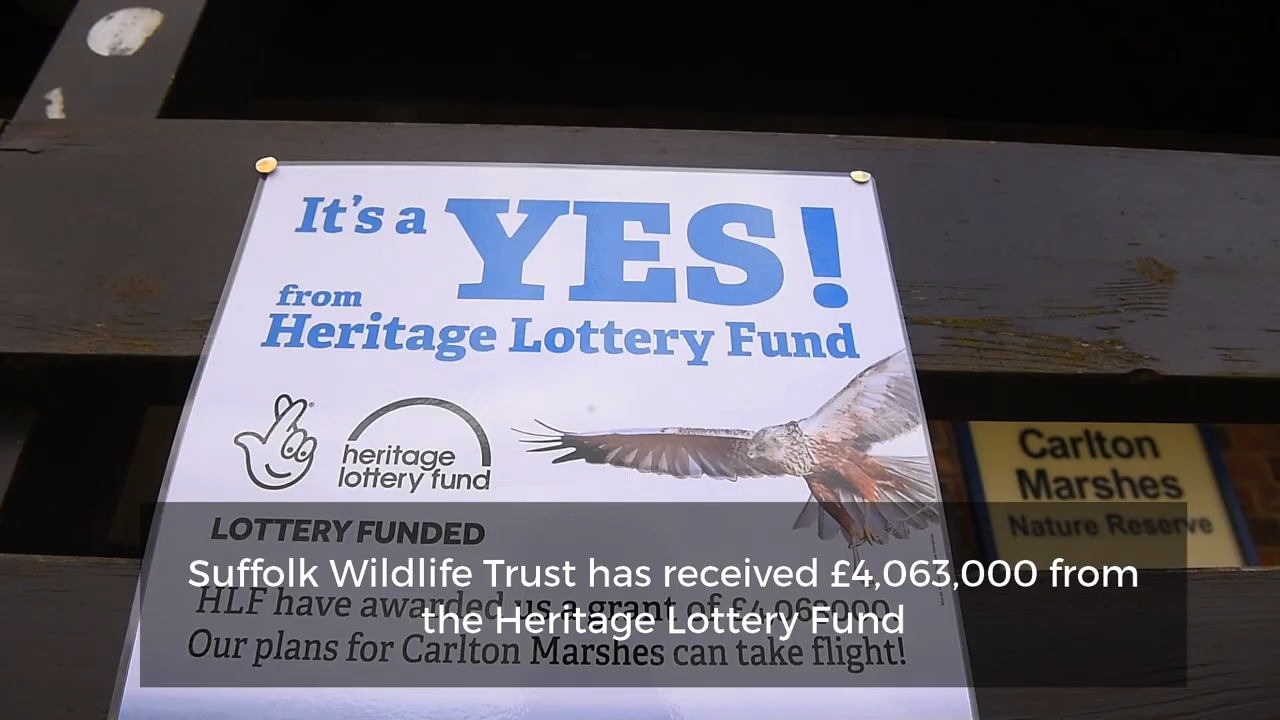 It's a YES!
from
Heritage Lottery Fund
heritage
lottery fund
LOTTERY FUNDED
HLF have awarded us a grant of £4,063000
Our plans for Carlton Marshes can take flight!
Carlton
Marshes
Nature Reserve
Suffolk Wildlife Trust has received £4,063,000 from
the Heritage Lottery Fund